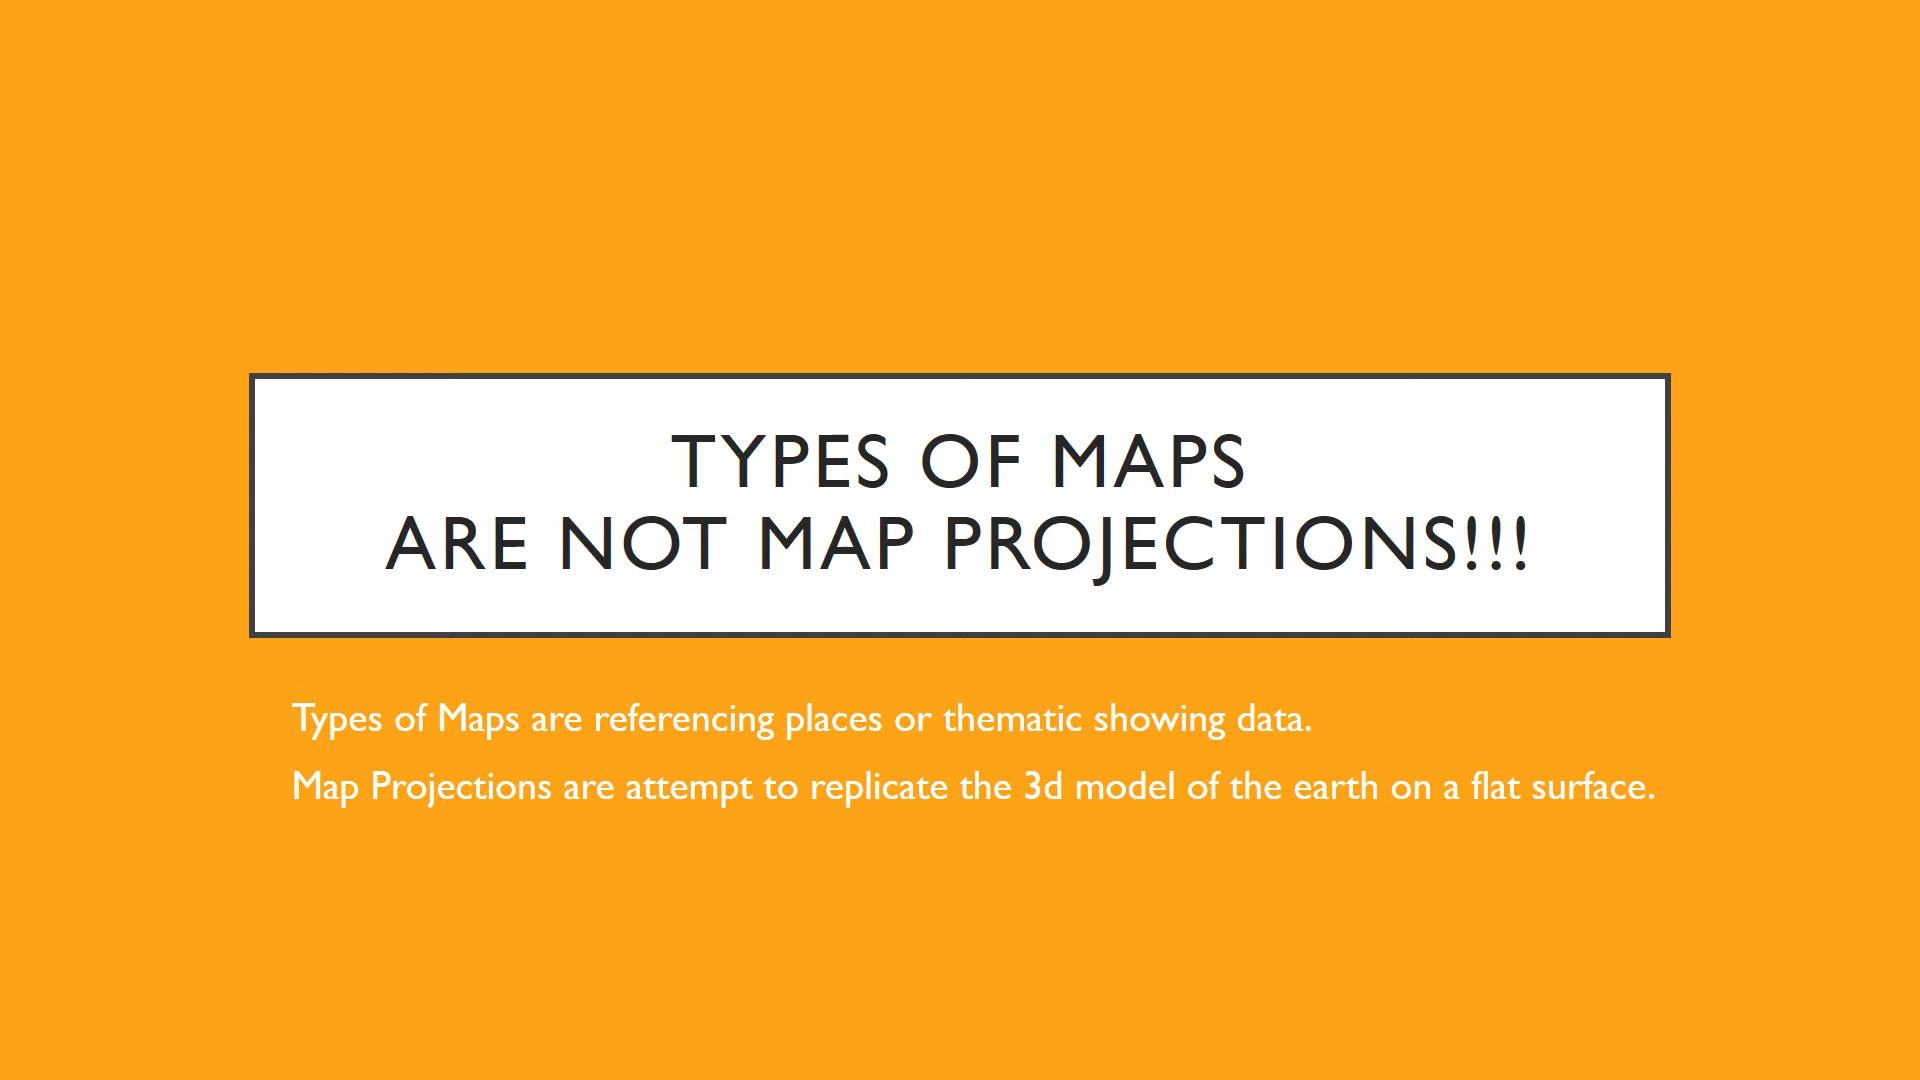 TYPES OF MAPS
ARE NOT MAP PROJECTIONS!!!
Types of Maps are referencing places or thematic showing data.
Map Projections are attempt to replicate the 3d model of the earth on a flat surface.